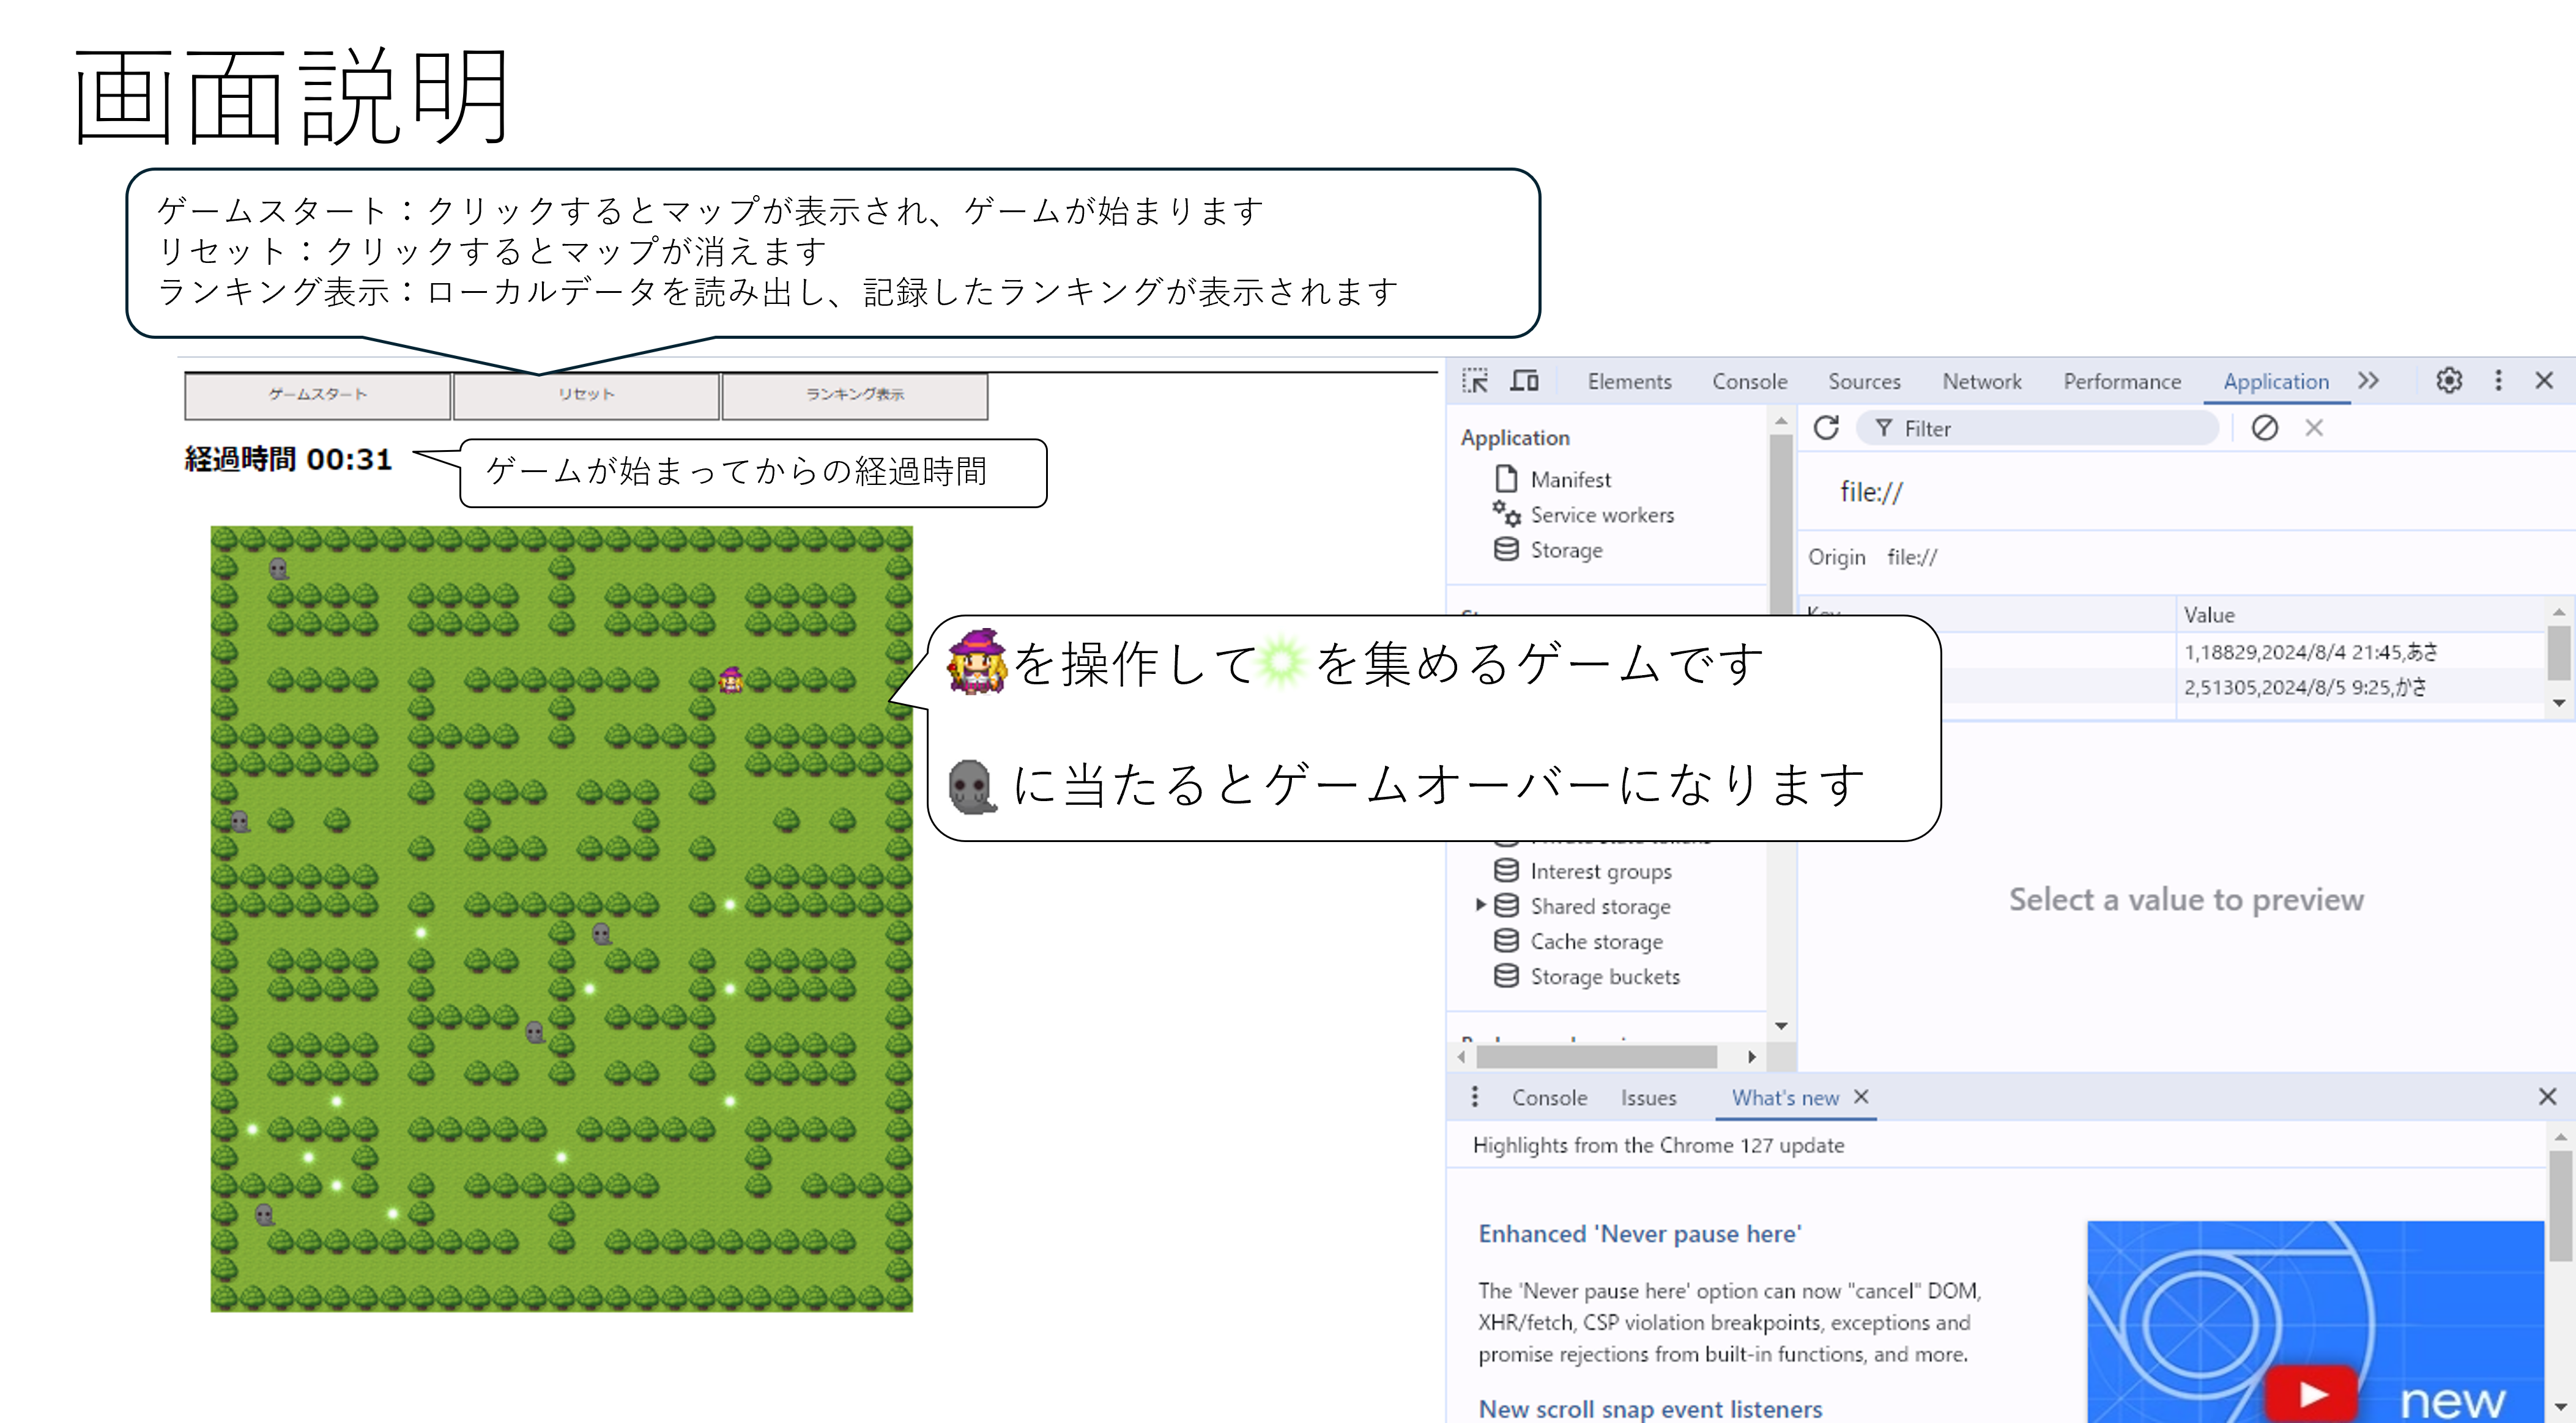 画面説明
ゲームスタート：クリックするとマップが表示され、ゲームが始まります
リセット：クリックするとマップが消えます
ランキング表示：ローカルデータを読み出し、記録したランキングが表示されます
ゲームスタート リセット ランキング表示
経過時間 00:31
ゲームが始まってからの経過時間
を操作して を集めるゲームです
に当たるとゲームオーバーになります
Elements Console Sources Network Performance Application
Application
Manifest
Service workers
Storage
Interest groups
Shared storage
Cache storage
Storage buckets
Filter
file://
Origin file://
Key Value
1,18829,2024/8/4 21:45,あさ
2,51305,2024/8/5 9:25,かさ
Select a value to preview
Console Issues What's new
Highlights from the Chrome 127 update
Enhanced 'Never pause here'
The 'Never pause here' option can now "cancel" DOM,
XHR/fetch, CSP violation breakpoints, exceptions and
promise rejections from built-in functions, and more.
New scroll snap event listeners
new